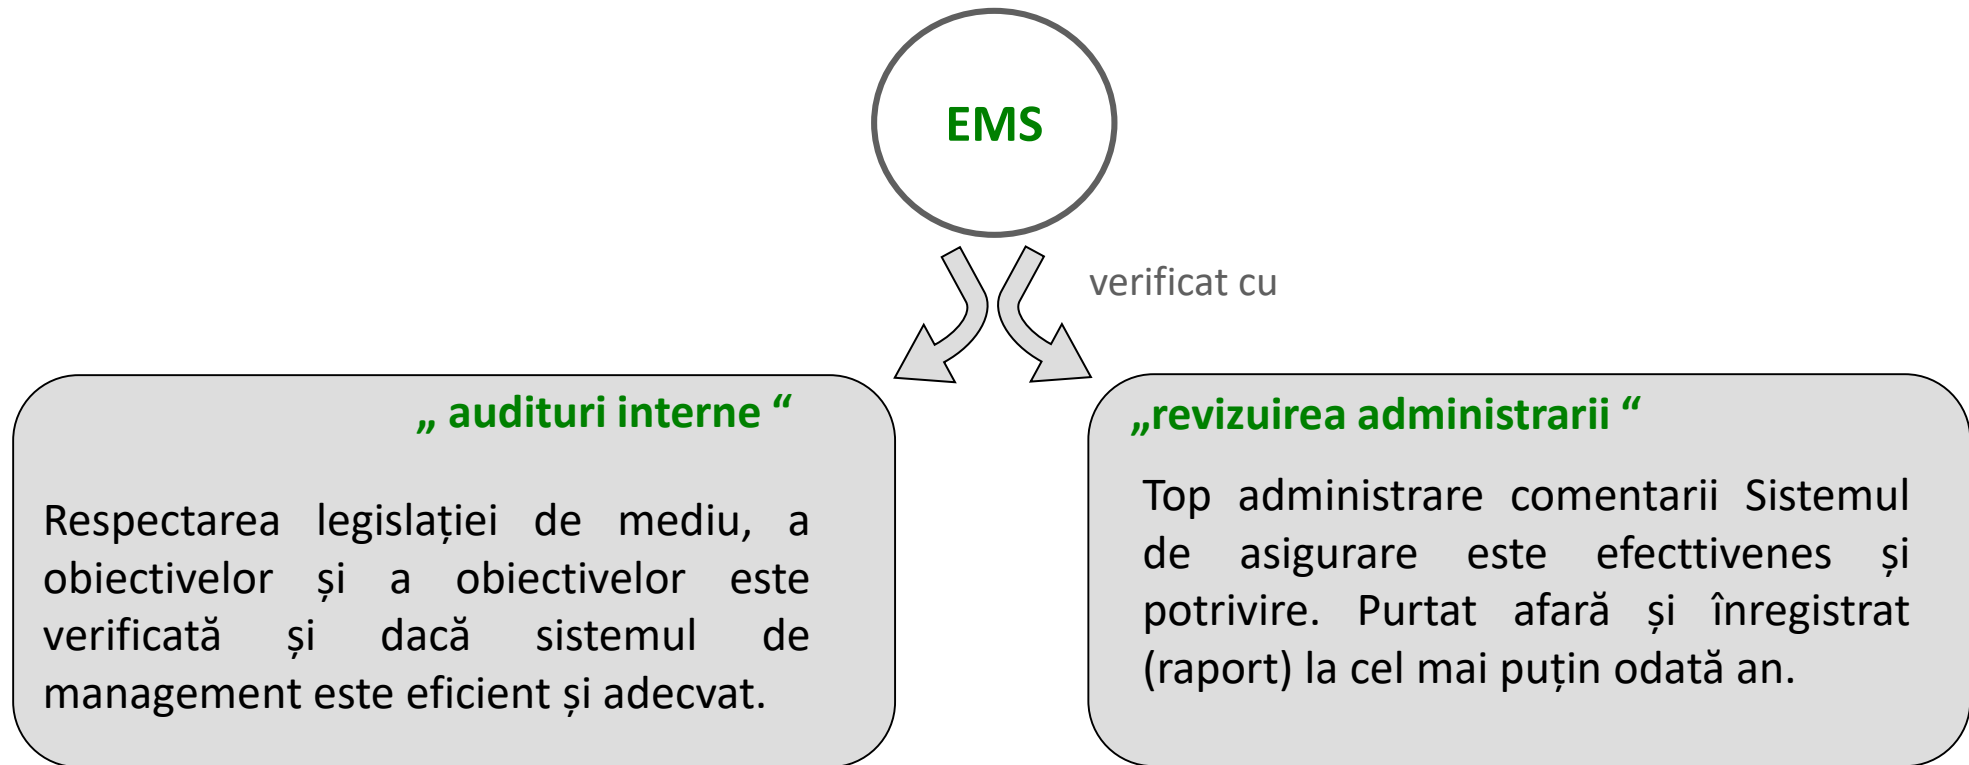 EMS
verificat cu
„ audituri interne “
Respectarea legislației de mediu, a
obiectivelor și a obiectivelor este
verificată și dacă sistemul de
management este eficient și adecvat.
„revizuirea administrarii “
Top administrare comentarii Sistemul
de asigurare este efecttivenes și
potrivire. Purtat afară și înregistrat
(raport) la cel mai puțin odată an.